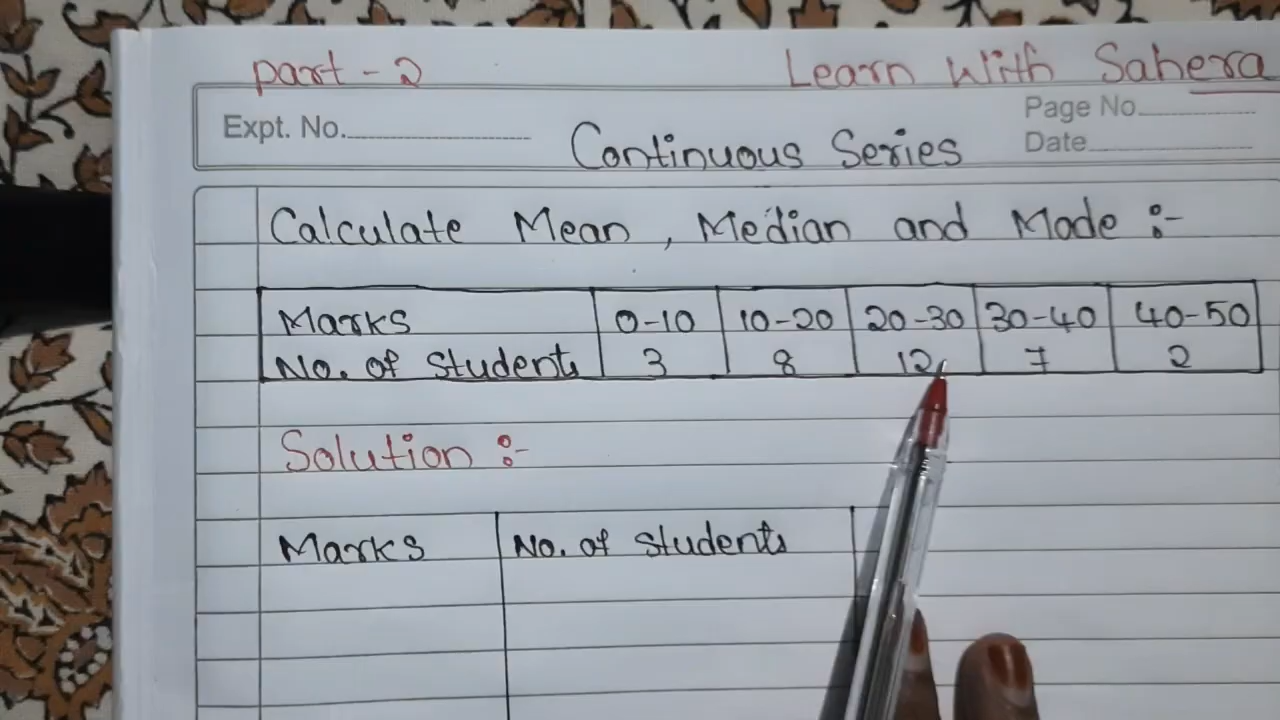 Part - 2 Learn With Sahera
Expt. No. Page No.
Continuous Series
Date
Calculate Mean, Median and Mode :-
Marks 0-10 10-20 20-30 30-40 40-50
No. of Students 3 8 12 7 2
Solution :-
Marks No. of Students